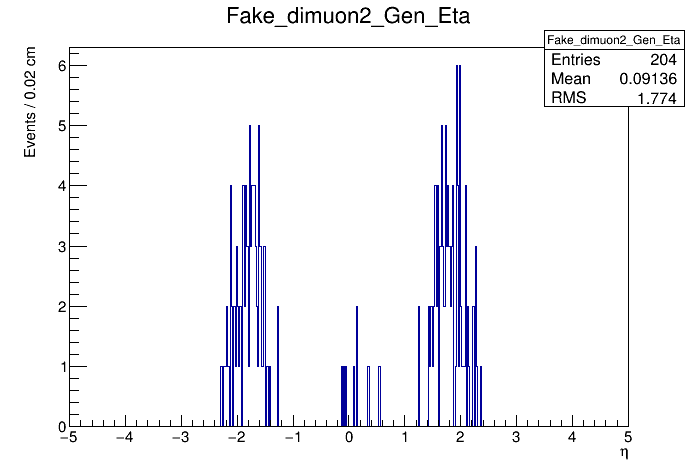 Fake_dimuon2_Gen_Eta
Fake_dimuon2_Gen_Eta
Entries 204
Mean 0.09136
RMS 1.774
Events / 0.02 cm
6
5
4
3
2
1
0
−5 −4 −3 −2 −1 0 1 2 3 4 5
η